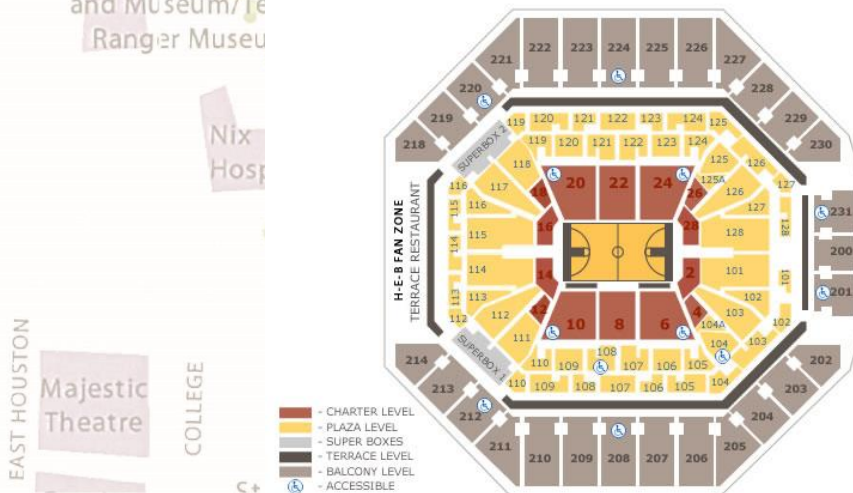 and Museum/Te
Ranger Museu
Nix
Hosp
EAST HOUSTON
Majestic
Theatre
COLLEGE
St
222 223 224 225 226
221 227
220 228
219 229
218 230
SUPERBOX 2
119 120 121 122 123 124 125
119 120 121 122 123 124
118 125 126
117 125A 126 127
116 116 127
115 115 128 128
114 114 101 101
113 113 102
112 112 103 102
111 104A 103
110 109 108 107 106 105 104
110 109 108 107 106 105 104
18 20 22 24 26
16 28
14 2
12 10 8 6 4
H-E-B FAN ZONE
TERRACE RESTAURANT
231
200
201
SUPERBOX 1
214 202
213 203
212 204
211 205
210 209 208 207 206
- CHARTER LEVEL
- PLAZA LEVEL
- SUPER BOXES
- TERRACE LEVEL
- BALCONY LEVEL
- ACCESSIBLE